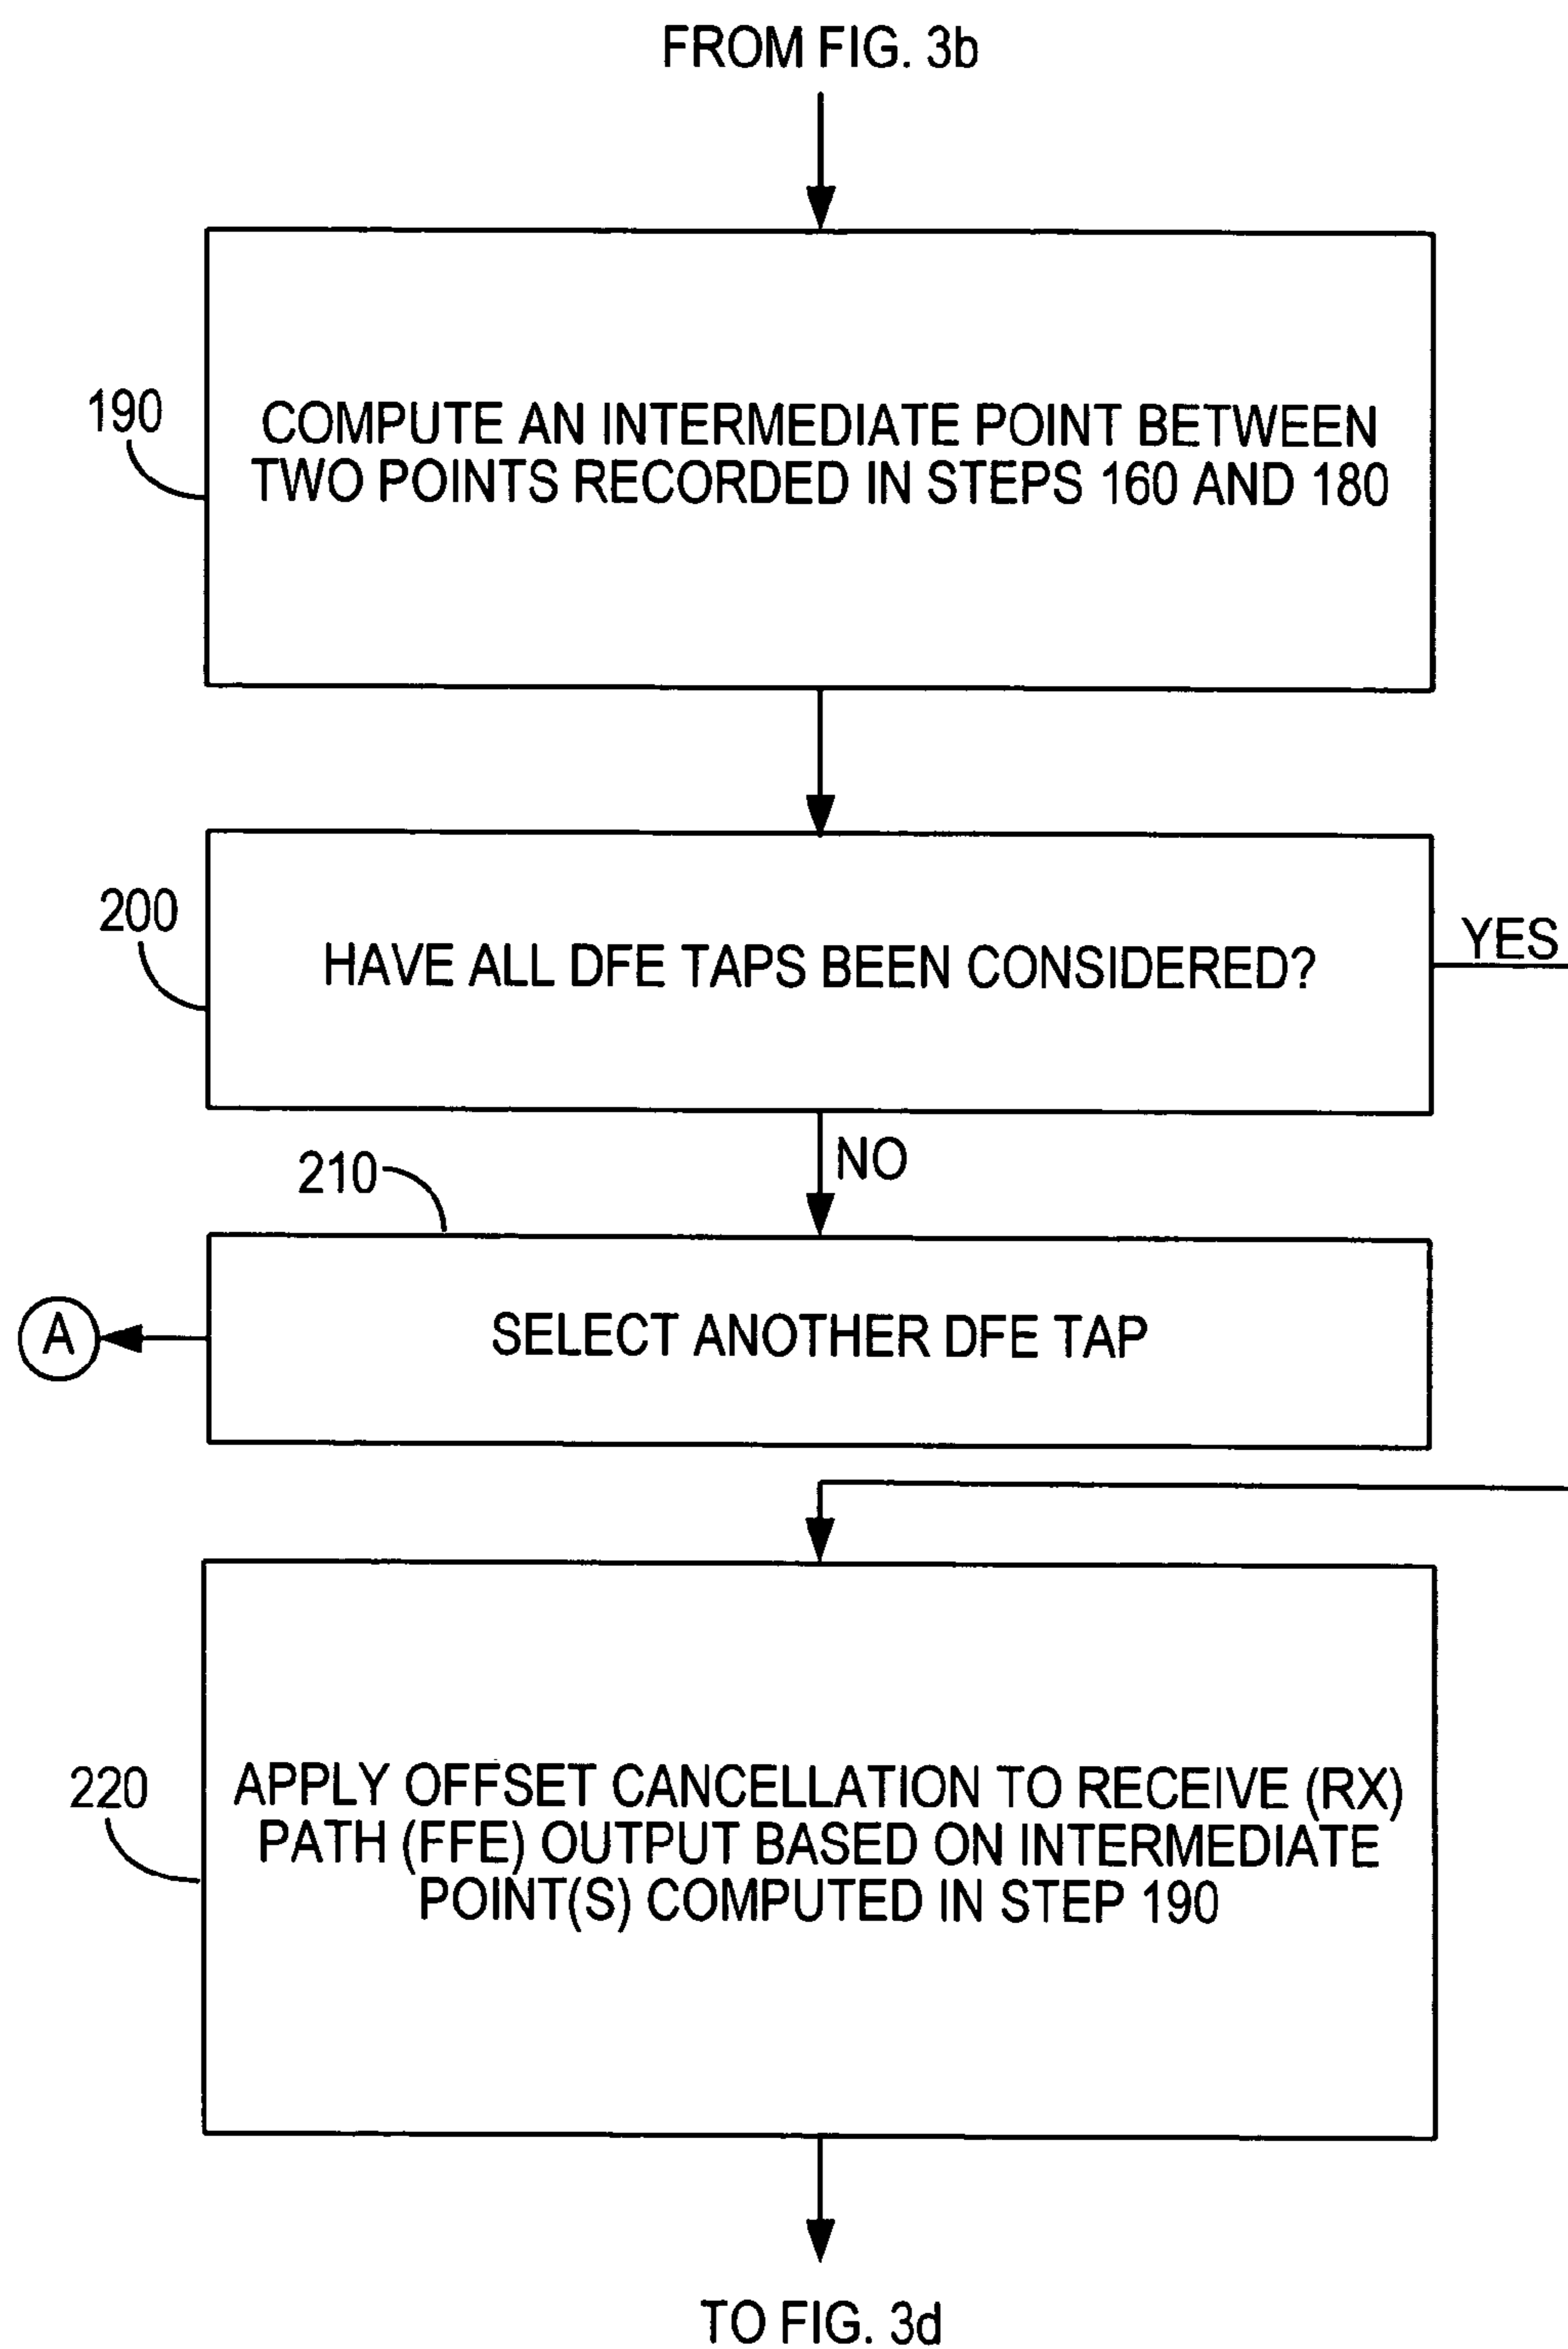 FROM FIG. 3b
190
COMPUTE AN INTERMEDIATE POINT BETWEEN
TWO POINTS RECORDED IN STEPS 160 AND 180
200
HAVE ALL DFE TAPS BEEN CONSIDERED?
YES
NO
210
SELECT ANOTHER DFE TAP
A
220
APPLY OFFSET CANCELLATION TO RECEIVE (RX)
PATH (FFE) OUTPUT BASED ON INTERMEDIATE
POINT(S) COMPUTED IN STEP 190
TO FIG. 3d